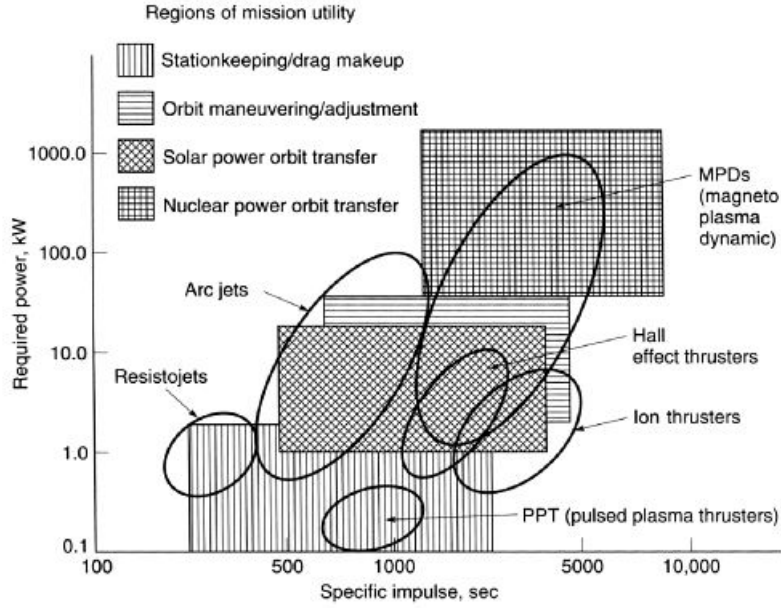 Regions of mission utility
Stationkeeping/drag makeup
Orbit maneuvering/adjustment
Solar power orbit transfer
Nuclear power orbit transfer
1000.0
100.0
10.0
1.0
0.1
Required power, kW
MPDs
(magneto
plasma
dynamic)
Arc jets
Hall
effect thrusters
Resistojets
Ion thrusters
PPT (pulsed plasma thrusters)
100
500
1000
5000
10,000
Specific impulse, sec